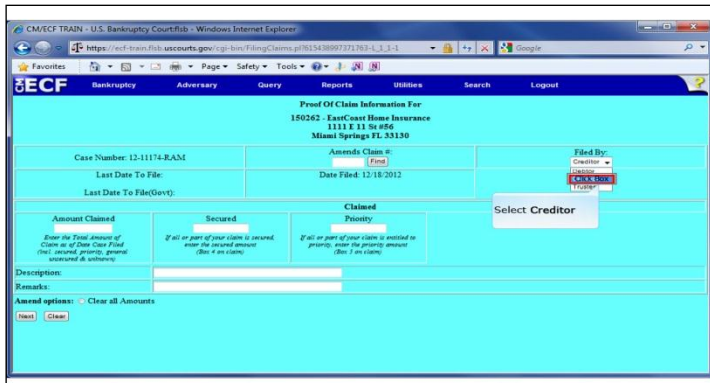 CM/ECF TRAIN - U.S. Bankruptcy Court:flsb - Windows Internet Explorer
https://ecf-train.flsb.uscourts.gov/cgi-bin/FilingClaims.pl?615438997371763-L_1_1-1
Google
Favorites Page Safety Tools
ECF Bankruptcy Adversary Query Reports Utilities Search Logout ?
Proof Of Claim Information For
150262 - EastCoast Home Insurance
1111 E 11 St #56
Miami Springs FL 33130
Case Number: 12-11174-RAM
Amends Claim #:
Find
Filed By:
Creditor
Debtor
Click Box
Trustee
Last Date To File:
Date Filed: 12/18/2012
Last Date To File(Govt):
Select Creditor
Claimed
Amount Claimed Secured Priority
Enter the Total Amount of
Claim as of Date Case Filed
(incl. secured, priority, general
unsecured & unknown)
If all or part of your claim is secured,
enter the secured amount
(Box 4 on claim)
If all or part of your claim is entitled to
priority, enter the priority amount
(Box 5 on claim)
Description:
Remarks:
Amend options: Clear all Amounts
Next Clear